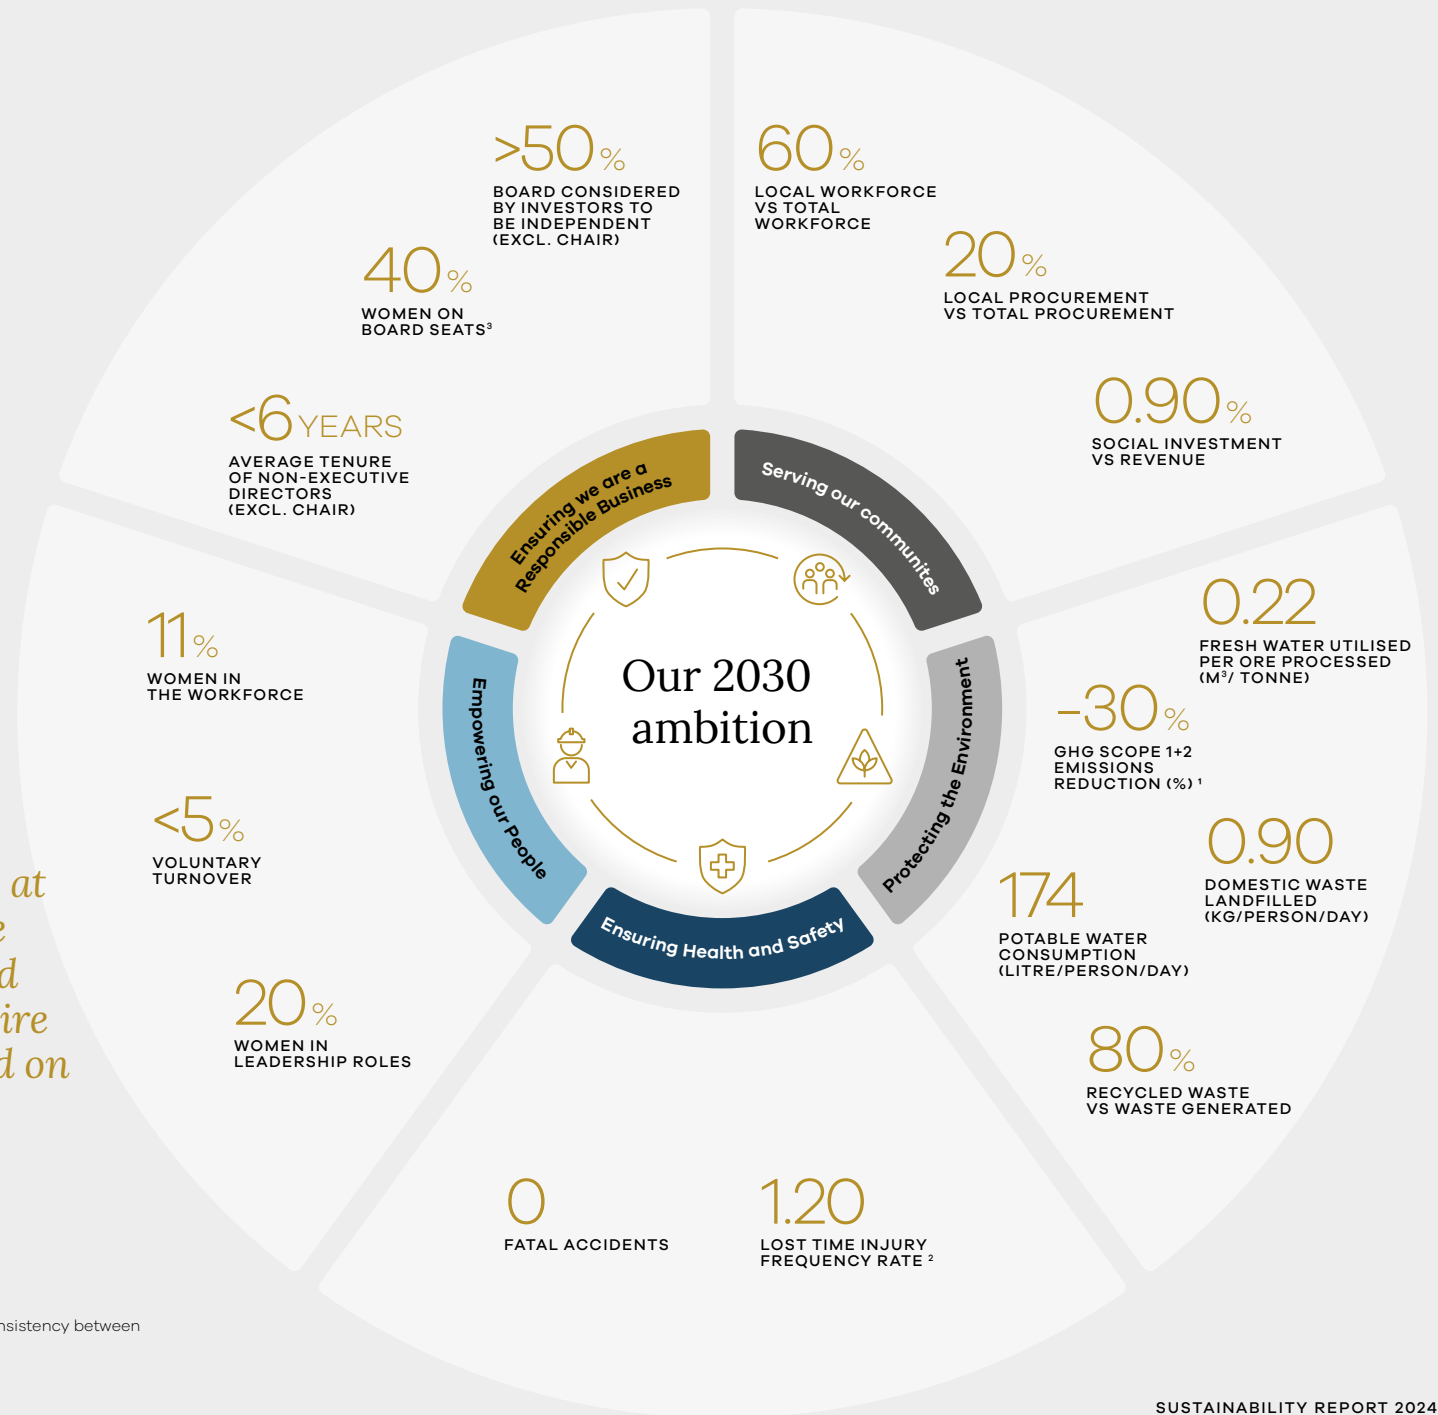 >50%
BOARD CONSIDERED
BY INVESTORS TO
BE INDEPENDENT
(EXCL. CHAIR)
40%
WOMEN ON
BOARD SEATS³
<6 YEARS
AVERAGE TENURE
OF NON-EXECUTIVE
DIRECTORS
(EXCL. CHAIR)
60%
LOCAL WORKFORCE
VS TOTAL
WORKFORCE
20%
LOCAL PROCUREMENT
VS TOTAL PROCUREMENT
0.90%
SOCIAL INVESTMENT
VS REVENUE
Ensuring we are a
Responsible Business
Serving our communites
Protecting the Environment
Ensuring Health and Safety
Empowering our People
Our 2030
ambition
0.22
FRESH WATER UTILISED
PER ORE PROCESSED
(M³/ TONNE)
-30%
GHG SCOPE 1+2
EMISSIONS
REDUCTION (%) ¹
0.90
DOMESTIC WASTE
LANDFILLED
(KG/PERSON/DAY)
174
POTABLE WATER
CONSUMPTION
(LITRE/PERSON/DAY)
80%
RECYCLED WASTE
VS WASTE GENERATED
11%
WOMEN IN
THE WORKFORCE
<5%
VOLUNTARY
TURNOVER
20%
WOMEN IN
LEADERSHIP ROLES
0
FATAL ACCIDENTS
1.20
LOST TIME INJURY
FREQUENCY RATE ²
at
e
d
ire
d on
nsistency between
SUSTAINABILITY REPORT 2024